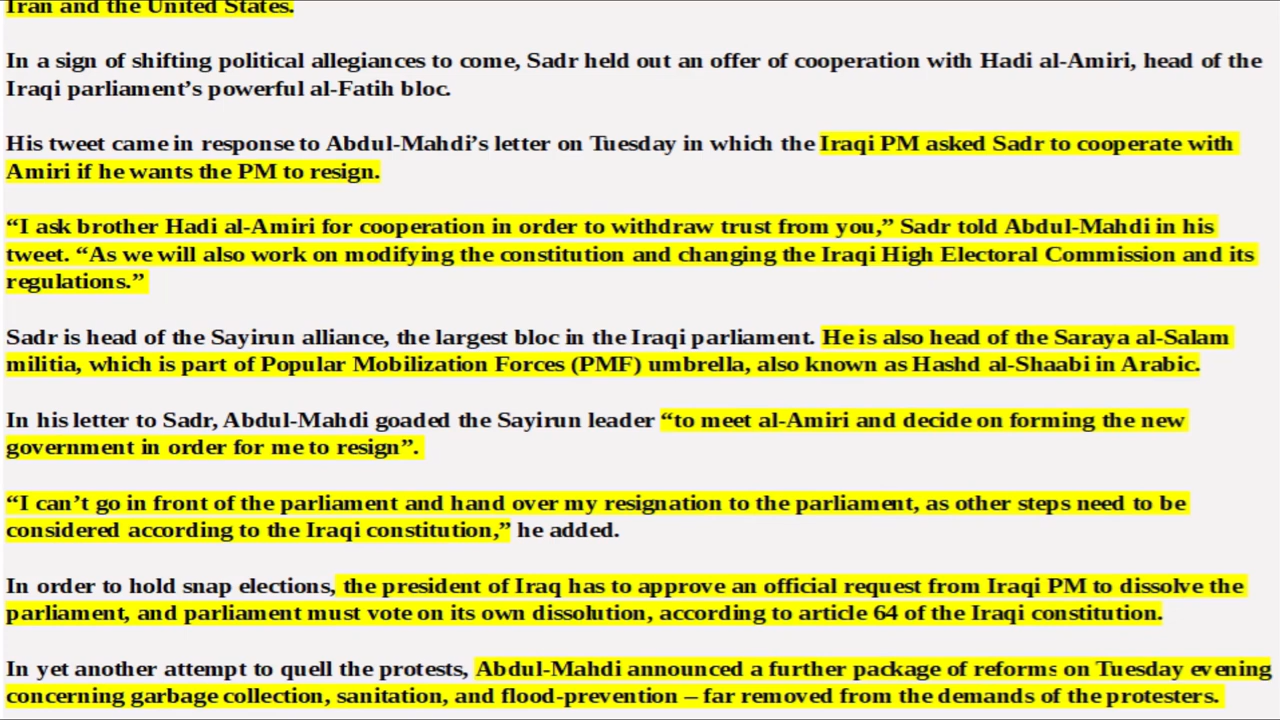 Iran and the United States.
In a sign of shifting political allegiances to come, Sadr held out an offer of cooperation with Hadi al-Amiri, head of the
Iraqi parliament’s powerful al-Fatih bloc.
His tweet came in response to Abdul-Mahdi’s letter on Tuesday in which the Iraqi PM asked Sadr to cooperate with
Amiri if he wants the PM to resign.
“I ask brother Hadi al-Amiri for cooperation in order to withdraw trust from you,” Sadr told Abdul-Mahdi in his
tweet. “As we will also work on modifying the constitution and changing the Iraqi High Electoral Commission and its
regulations.”
Sadr is head of the Sayirun alliance, the largest bloc in the Iraqi parliament. He is also head of the Saraya al-Salam
militia, which is part of Popular Mobilization Forces (PMF) umbrella, also known as Hashd al-Shaabi in Arabic.
In his letter to Sadr, Abdul-Mahdi goaded the Sayirun leader “to meet al-Amiri and decide on forming the new
government in order for me to resign”.
“I can’t go in front of the parliament and hand over my resignation to the parliament, as other steps need to be
considered according to the Iraqi constitution,” he added.
In order to hold snap elections, the president of Iraq has to approve an official request from Iraqi PM to dissolve the
parliament, and parliament must vote on its own dissolution, according to article 64 of the Iraqi constitution.
In yet another attempt to quell the protests, Abdul-Mahdi announced a further package of reforms on Tuesday evening
concerning garbage collection, sanitation, and flood-prevention – far removed from the demands of the protesters.